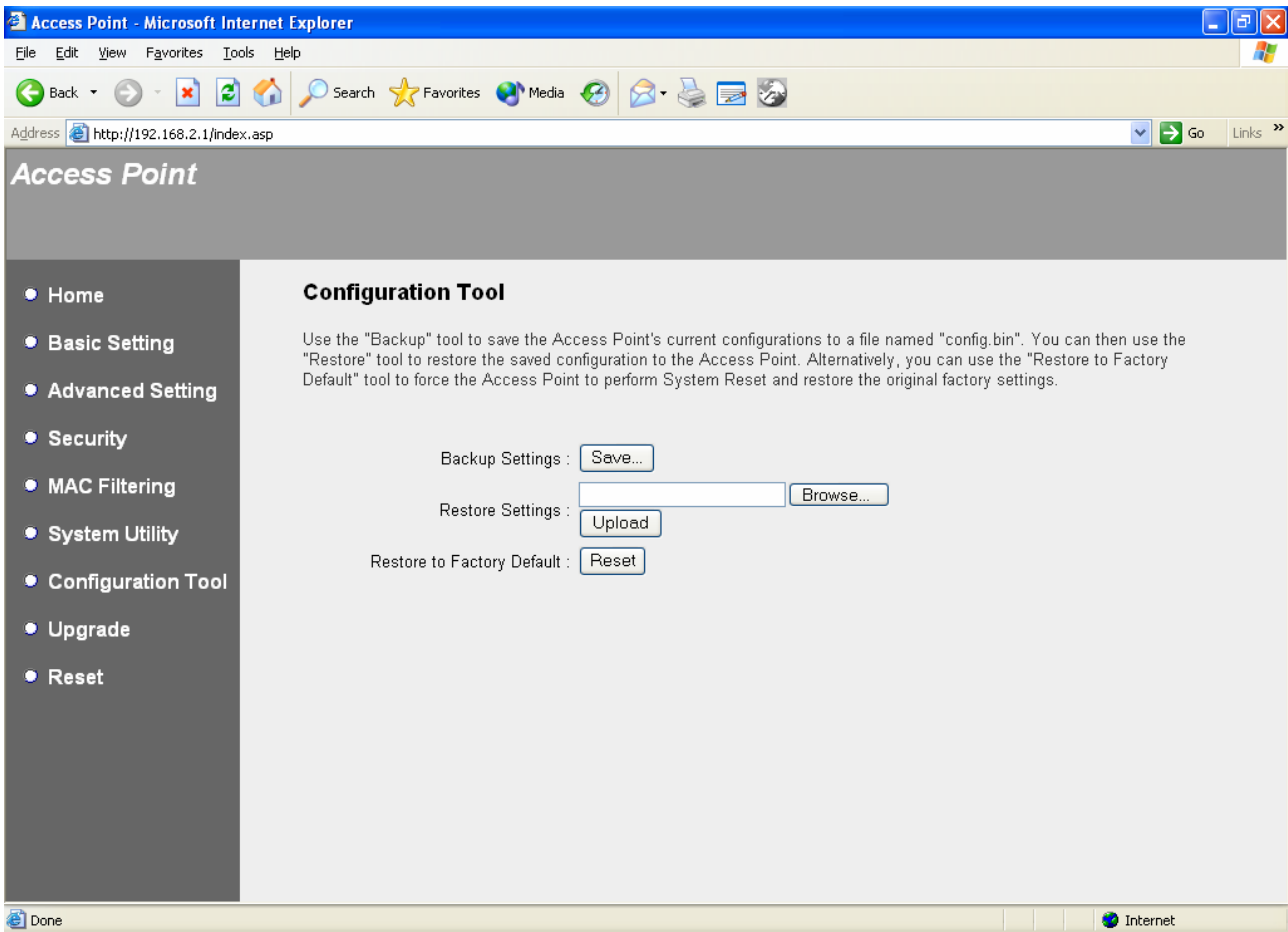 Access Point - Microsoft Internet Explorer
File Edit View Favorites Tools Help
Back Search Favorites Media
Address http://192.168.2.1/index.asp Go Links »
Access Point
Home
Basic Setting
Advanced Setting
Security
MAC Filtering
System Utility
Configuration Tool
Upgrade
Reset
Configuration Tool
Use the "Backup" tool to save the Access Point's current configurations to a file named "config.bin". You can then use the
"Restore" tool to restore the saved configuration to the Access Point. Alternatively, you can use the "Restore to Factory
Default" tool to force the Access Point to perform System Reset and restore the original factory settings.
Backup Settings : Save...
Restore Settings : Browse...
Upload
Restore to Factory Default : Reset
Done Internet